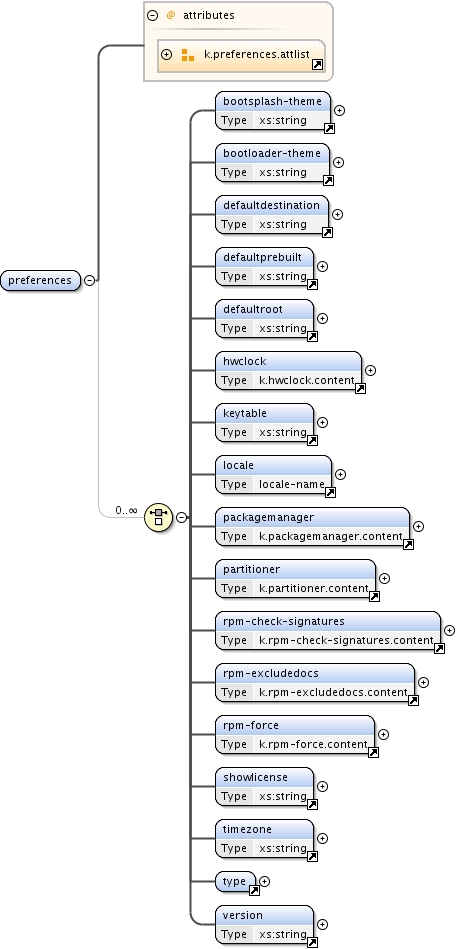 @ attributes
k.preferences.attlist
bootsplash-theme
Type xs:string
bootloader-theme
Type xs:string
defaultdestination
Type xs:string
defaultprebuilt
Type xs:string
preferences
defaultroot
Type xs:string
hwclock
Type k.hwclock.content
keytable
Type xs:string
locale
Type locale-name
0..∞
packagemanager
Type k.packagemanager.content
partitioner
Type k.partitioner.content
rpm-check-signatures
Type k.rpm-check-signatures.content
rpm-excludedocs
Type k.rpm-excludedocs.content
rpm-force
Type k.rpm-force.content
showlicense
Type xs:string
timezone
Type xs:string
type
version
Type xs:string